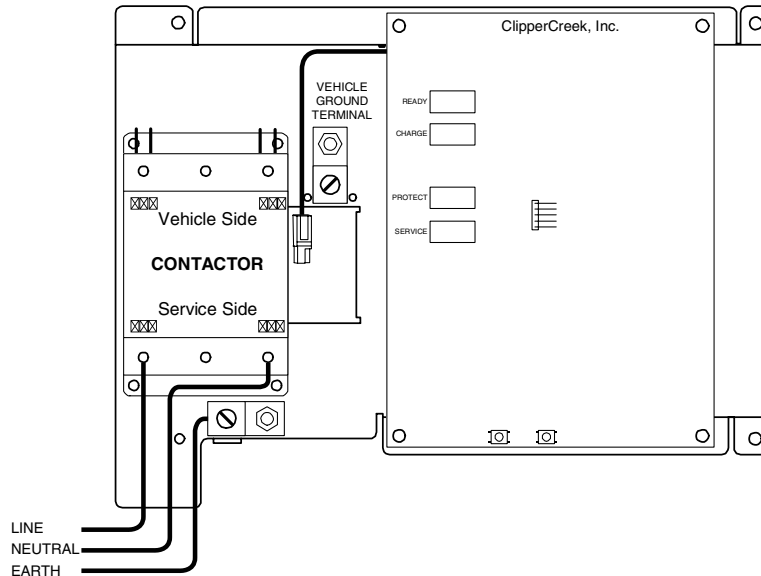 ClipperCreek, Inc.
VEHICLE
GROUND
TERMINAL
READY
CHARGE
PROTECT
SERVICE
Vehicle Side
CONTACTOR
Service Side
LINE
NEUTRAL
EARTH